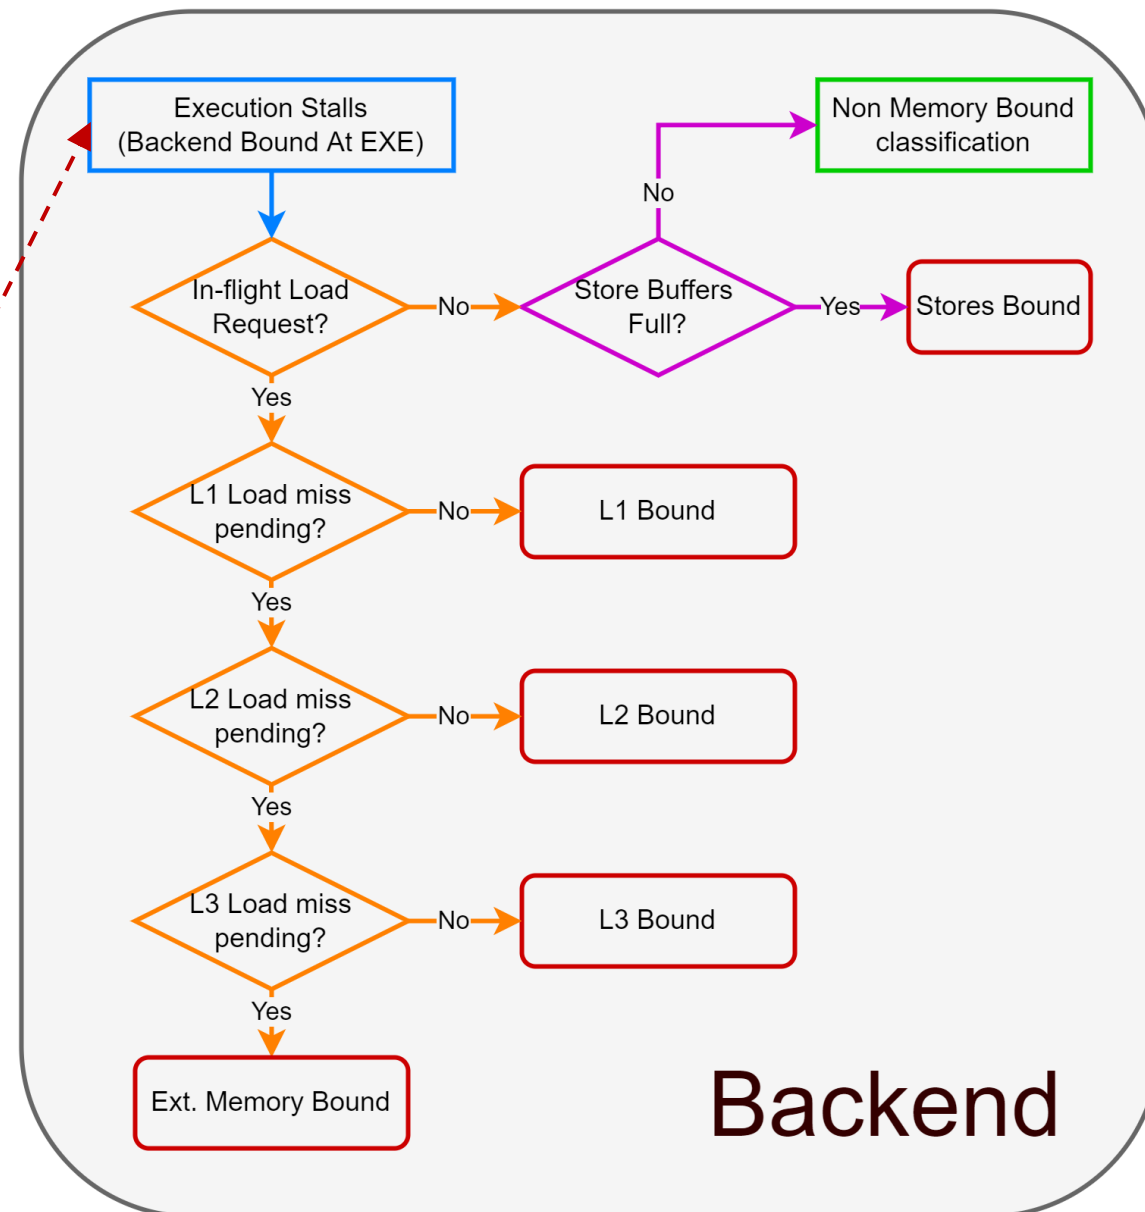 Execution Stalls
(Backend Bound At EXE)
Non Memory Bound
classification
No
In-flight Load
Request?
No
Store Buffers
Full?
Yes
Stores Bound
Yes
L1 Load miss
pending?
No
L1 Bound
Yes
L2 Load miss
pending?
No
L2 Bound
Yes
L3 Load miss
pending?
No
L3 Bound
Yes
Ext. Memory Bound
Backend